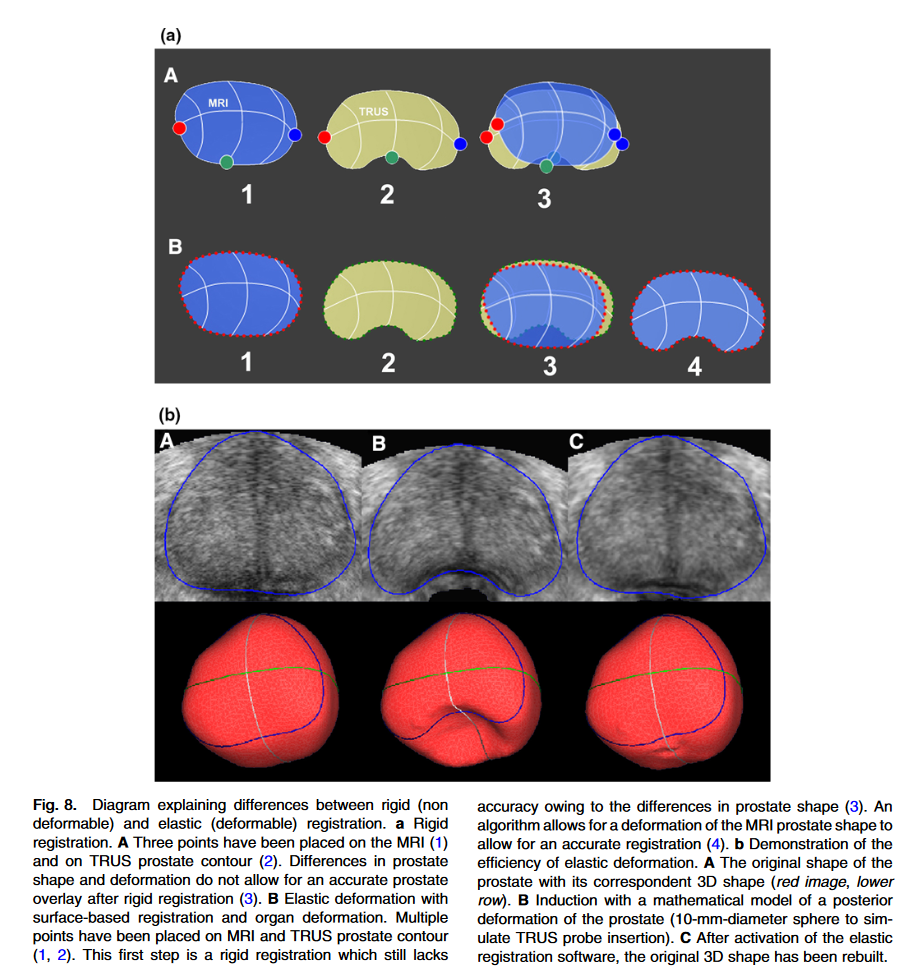 (a)
A
MRI
TRUS
1
2
3
B
1
2
3
4
(b)
A
B
C
Fig. 8. Diagram explaining differences between rigid (non
deformable) and elastic (deformable) registration. a Rigid
registration. A Three points have been placed on the MRI (1)
and on TRUS prostate contour (2). Differences in prostate
shape and deformation do not allow for an accurate prostate
overlay after rigid registration (3). B Elastic deformation with
surface-based registration and organ deformation. Multiple
points have been placed on MRI and TRUS prostate contour
(1, 2). This first step is a rigid registration which still lacks
accuracy owing to the differences in prostate shape (3). An
algorithm allows for a deformation of the MRI prostate shape to
allow for an accurate registration (4). b Demonstration of the
efficiency of elastic deformation. A The original shape of the
prostate with its correspondent 3D shape (red image, lower
row). B Induction with a mathematical model of a posterior
deformation of the prostate (10-mm-diameter sphere to sim-
ulate TRUS probe insertion). C After activation of the elastic
registration software, the original 3D shape has been rebuilt.